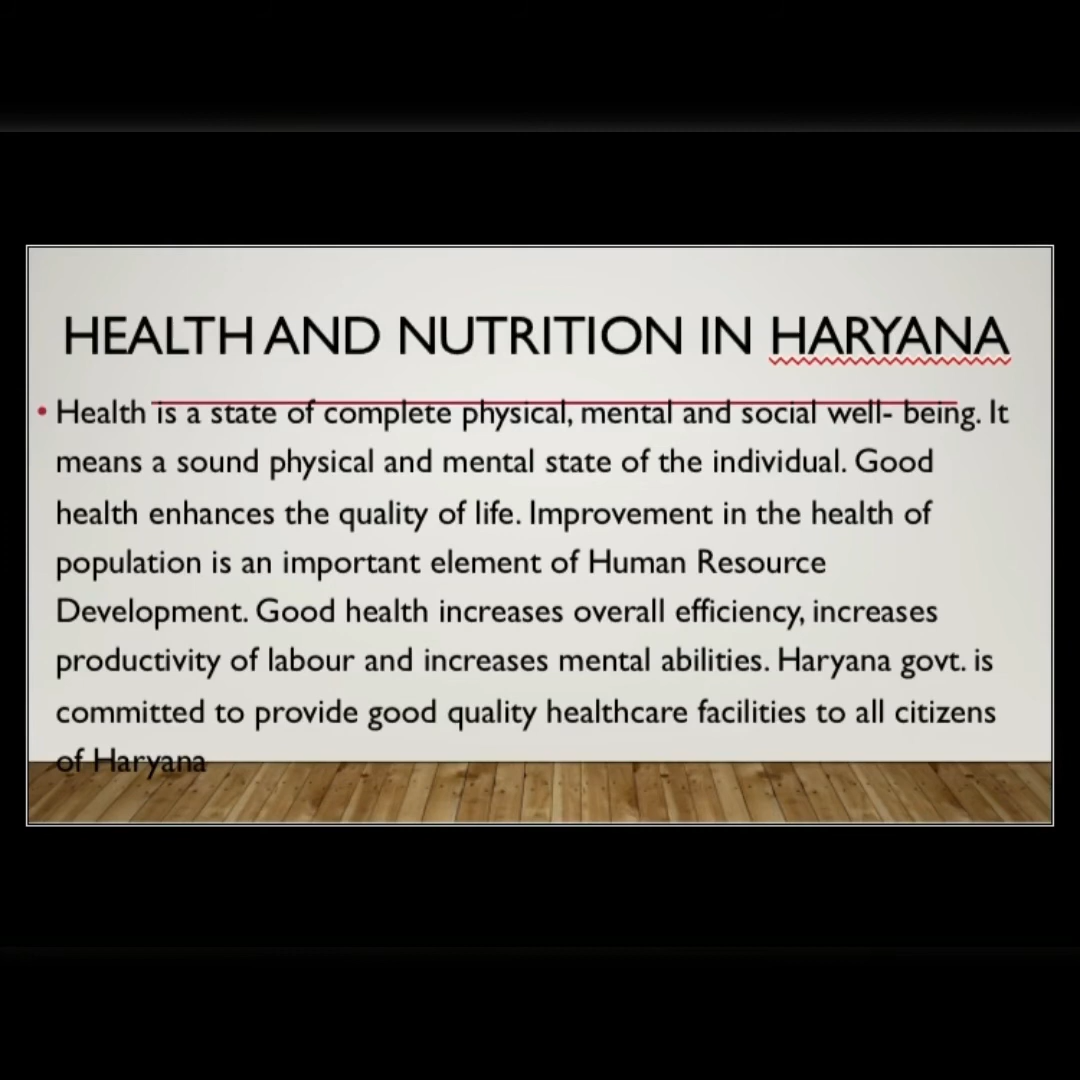 HEALTH AND NUTRITION IN HARYANA
• Health is a state of complete physical, mental and social well- being. It
means a sound physical and mental state of the individual. Good
health enhances the quality of life. Improvement in the health of
population is an important element of Human Resource
Development. Good health increases overall efficiency, increases
productivity of labour and increases mental abilities. Haryana govt. is
committed to provide good quality healthcare facilities to all citizens
of Haryana